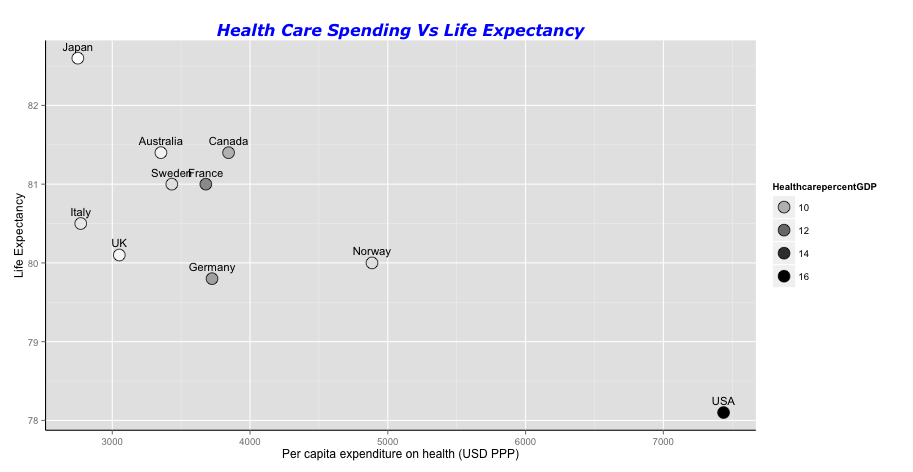 Health Care Spending Vs Life Expectancy
Japan
82
Australia
Canada
Sweden
France
81
Italy
UK
Norway
80
Germany
79
USA
78
Life Expectancy
3000
4000
5000
6000
7000
Per capita expenditure on health (USD PPP)
HealthcarepercentGDP
10
12
14
16